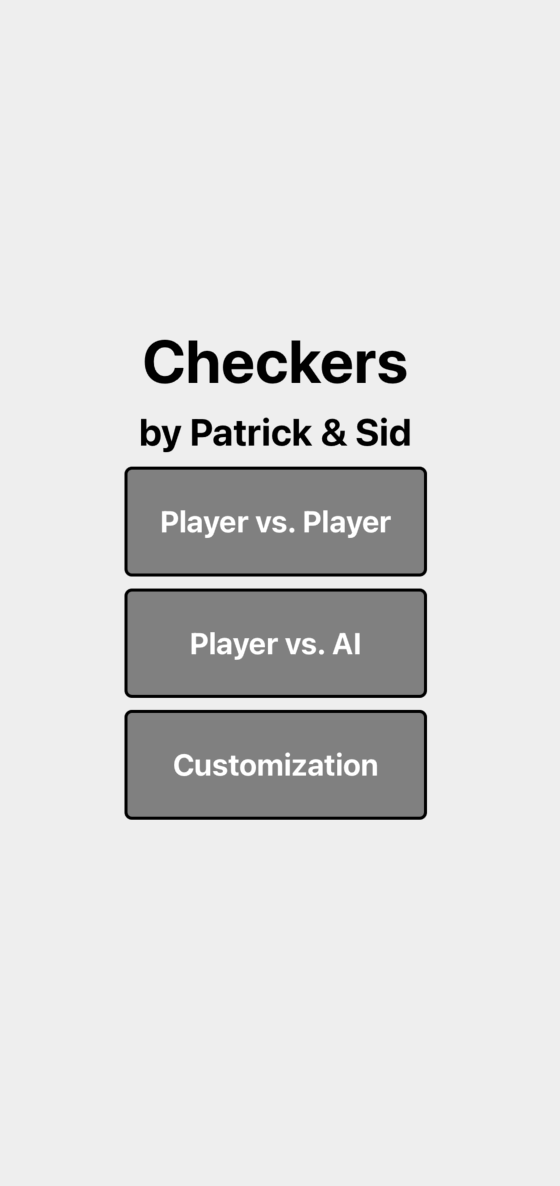 Checkers
by Patrick & Sid
Player vs. Player
Player vs. AI
Customization